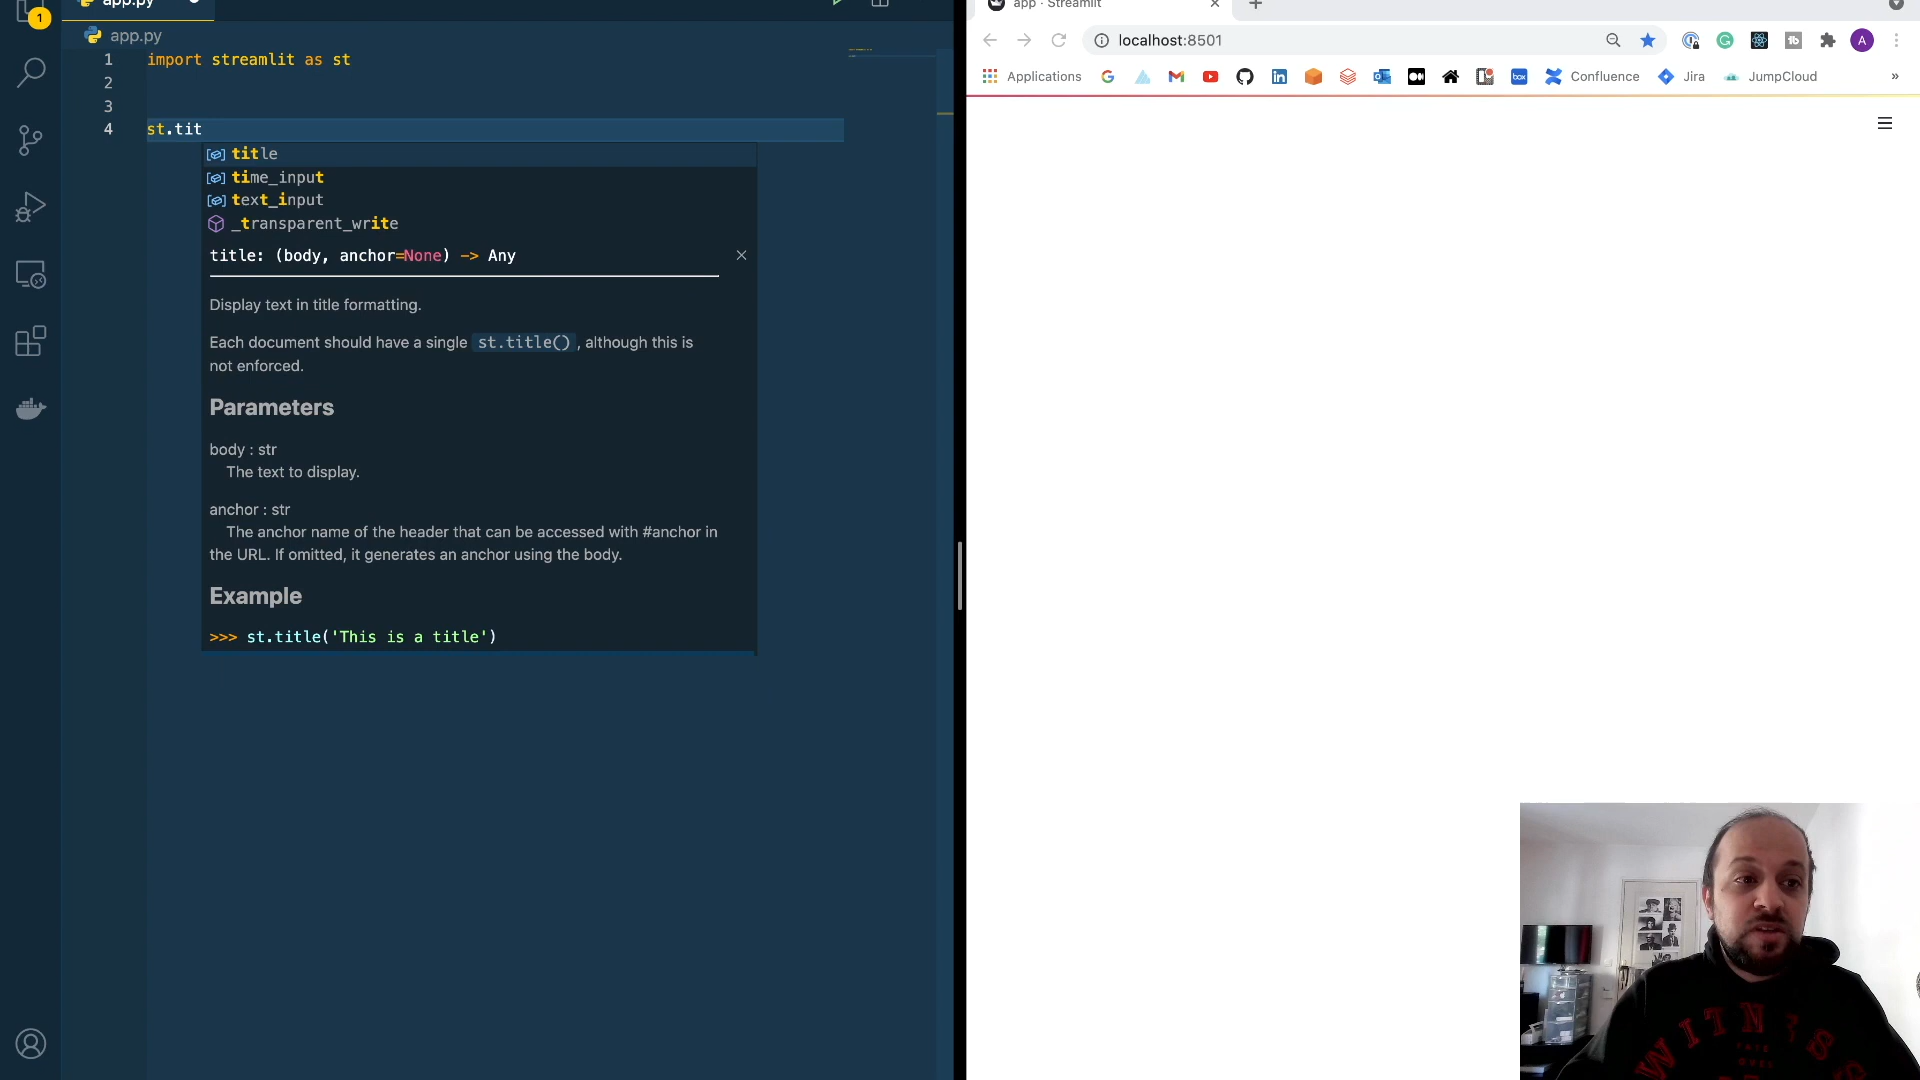 1
app.py
app.py
1 import streamlit as st
2
3
4 st.tit
title
time_input
text_input
_transparent_write
title: (body, anchor=None) -> Any
Display text in title formatting.
Each document should have a single st.title(), although this is
not enforced.
Parameters
body : str
The text to display.
anchor : str
The anchor name of the header that can be accessed with #anchor in
the URL. If omitted, it generates an anchor using the body.
Example
>>> st.title('This is a title')
app · Streamlit
localhost:8501
A
Applications
box
Confluence
Jira
JumpCloud
»